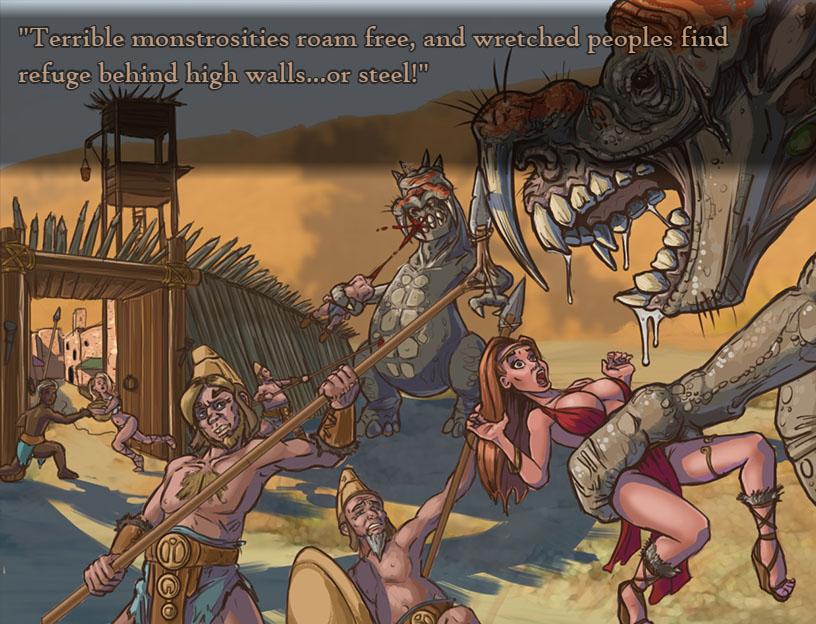 "Terrible monstrosities roam free, and wretched peoples find
refuge behind high walls...or steel!"